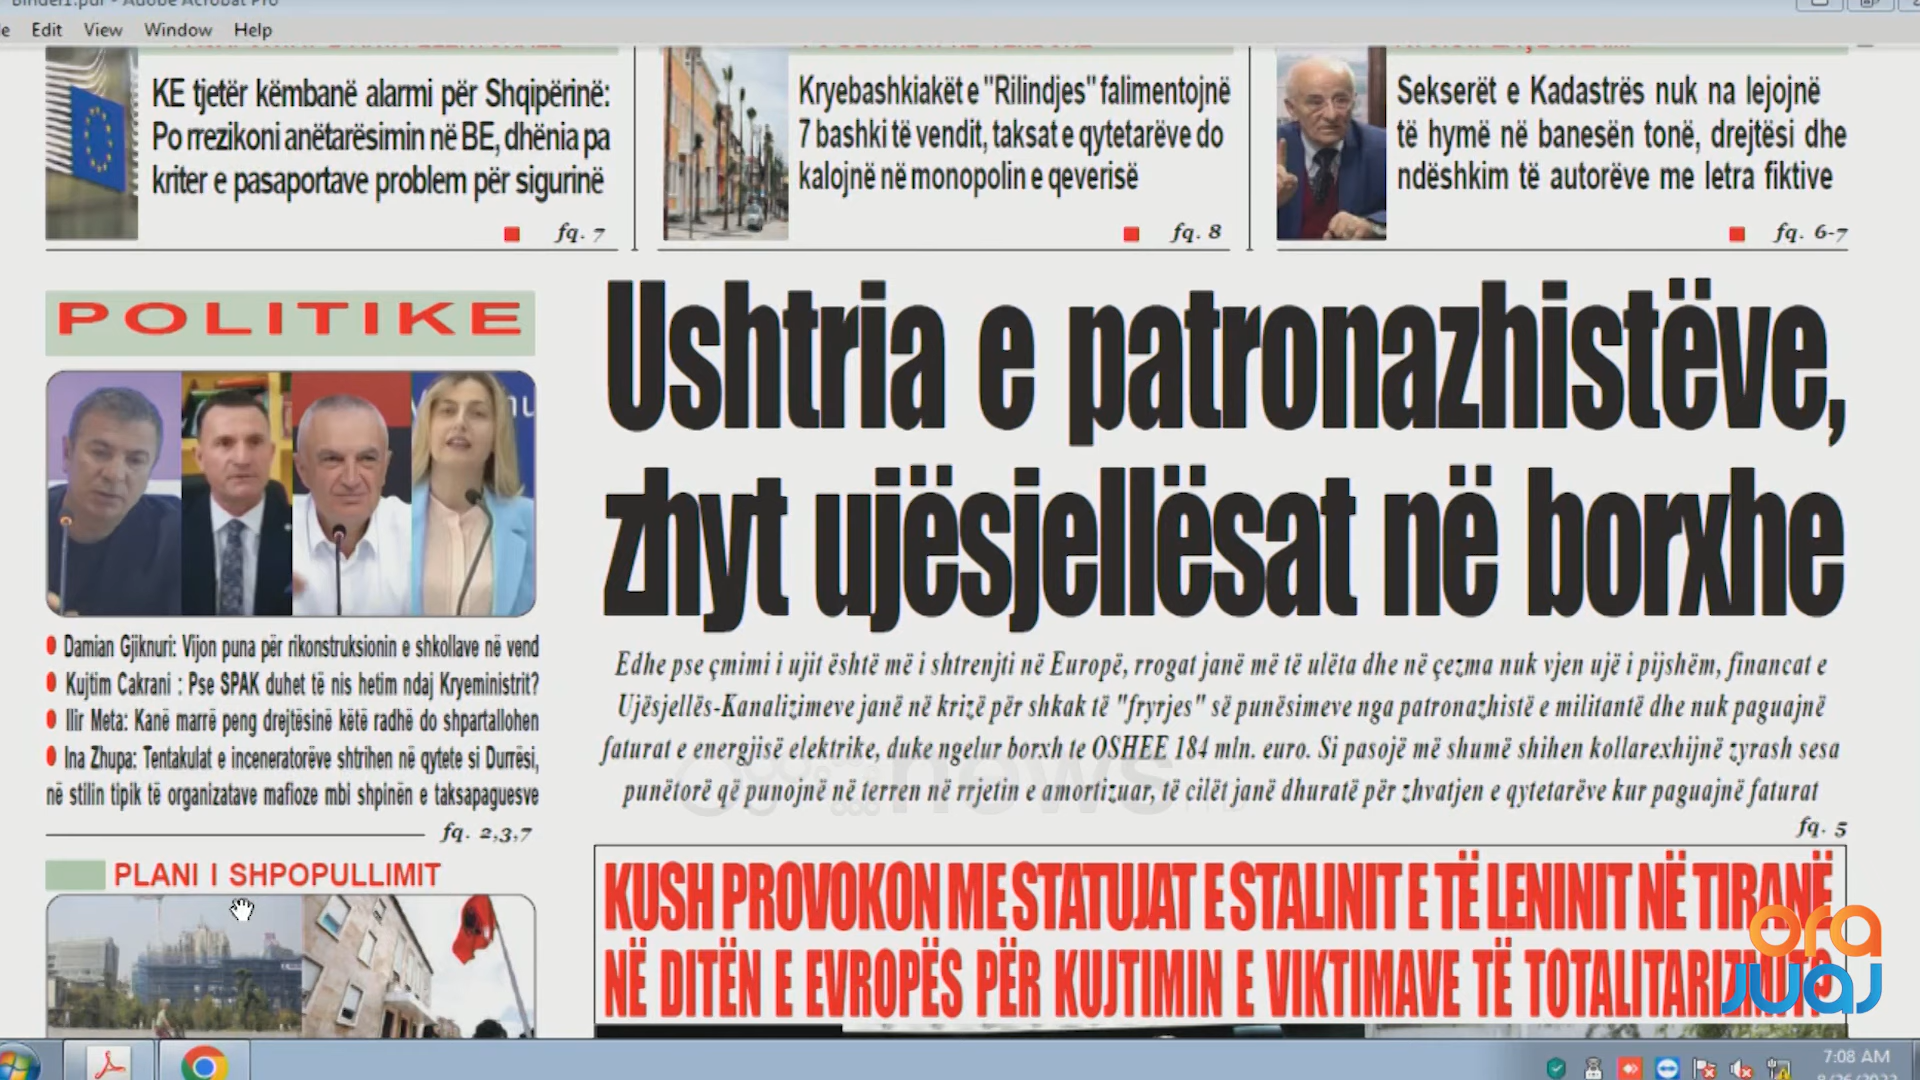 Binder1.pdf - Adobe Acrobat Pro
Edit View Window Help
KE tjetër këmbanë alarmi për Shqipërinë:
Po rrezikoni anëtarësimin në BE, dhënia pa
kriter e pasaportave problem për sigurinë
fq. 7
Kryebashkiakët e "Rilindjes" falimentojnë
7 bashki të vendit, taksat e qytetarëve do
kalojnë në monopolin e qeverisë
fq. 8
Sekserët e Kadastrës nuk na lejojnë
të hymë në banesën tonë, drejtësi dhe
ndëshkim të autorëve me letra fiktive
fq. 6-7
POLITIKE
Damian Gjiknuri: Vijon puna për rikonstruksionin e shkollave në vend
Kujtim Cakrani : Pse SPAK duhet të nis hetim ndaj Kryeministrit?
Ilir Meta: Kanë marrë peng drejtësinë këtë radhë do shpartallohen
Ina Zhupa: Tentakulat e inceneratorëve shtrihen në qytete si Durrësi,
në stilin tipik të organizatave mafioze mbi shpinën e taksapaguesve
fq. 2,3,7
PLANI I SHPOPULLIMIT
Ushtria e patronazhistëve,
zhyt ujësjellësat në borxhe
Edhe pse çmimi i ujit është më i shtrenjti në Europë, rrogat janë më të ulëta dhe në çezma nuk vjen ujë i pijshëm, financat e
Ujësjellës-Kanalizimeve janë në krizë për shkak të "fryrjes" së punësimeve nga patronazhistë e militantë dhe nuk paguajnë
faturat e energjisë elektrike, duke ngelur borxh te OSHEE 184 mln. euro. Si pasojë më shumë shihen kollarexhijnë zyrash sesa
punëtorë që punojnë në terren në rrjetin e amortizuar, të cilët janë dhuratë për zhvatjen e qytetarëve kur paguajnë faturat
news
fq. 5
KUSH PROVOKON ME STATUJAT E STALINIT E TË LENINIT NË TIRANË
NË DITËN E EVROPËS PËR KUJTIMIN E VIKTIMAVE TË TOTALITARIZMIT?
ora
juaj
7:08 AM